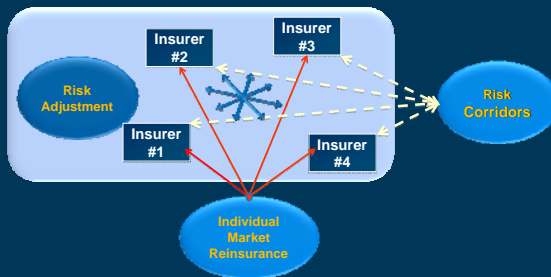 Insurer
#2
Insurer
#3
Risk
Adjustment
Risk
Corridors
Insurer
#1
Insurer
#4
Individual
Market
Reinsurance